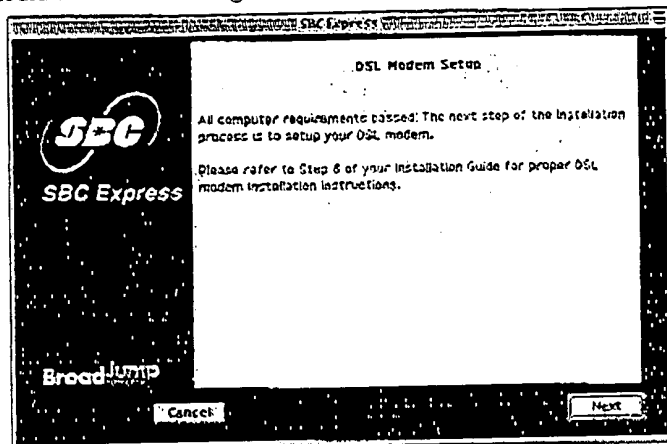 SBC Express
DSL Modem Setup
All computer requirements passed. The next step of the installation
process is to setup your DSL modem.
Please refer to Step 8 of your Installation Guide for proper DSL
modem installation instructions.
SBC
SBC Express
BroadJump
Cancel
Next